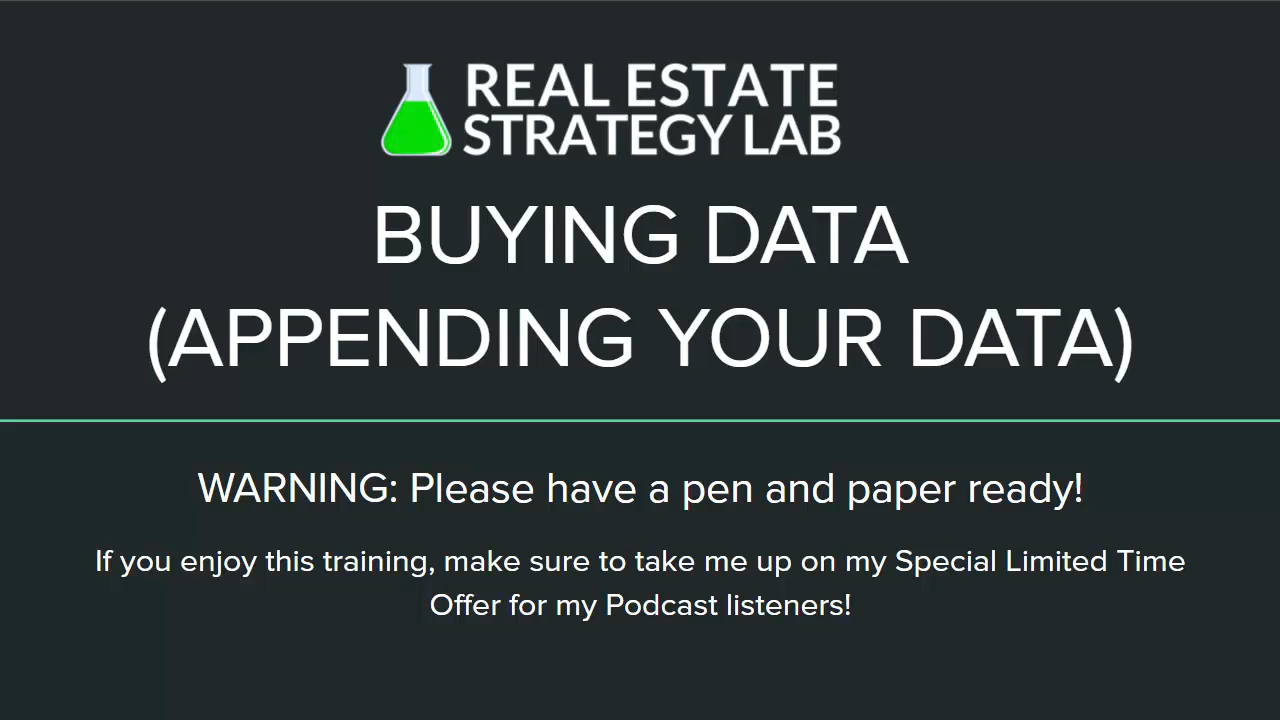 REAL ESTATE
STRATEGY LAB
BUYING DATA
(APPENDING YOUR DATA)
WARNING: Please have a pen and paper ready!
If you enjoy this training, make sure to take me up on my Special Limited Time
Offer for my Podcast listeners!